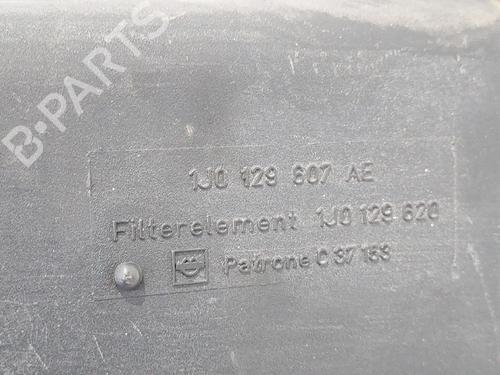 B-PARTS
1J0 129 607 AE
Filterelement 1J0 129 620
Patrone C 37 153